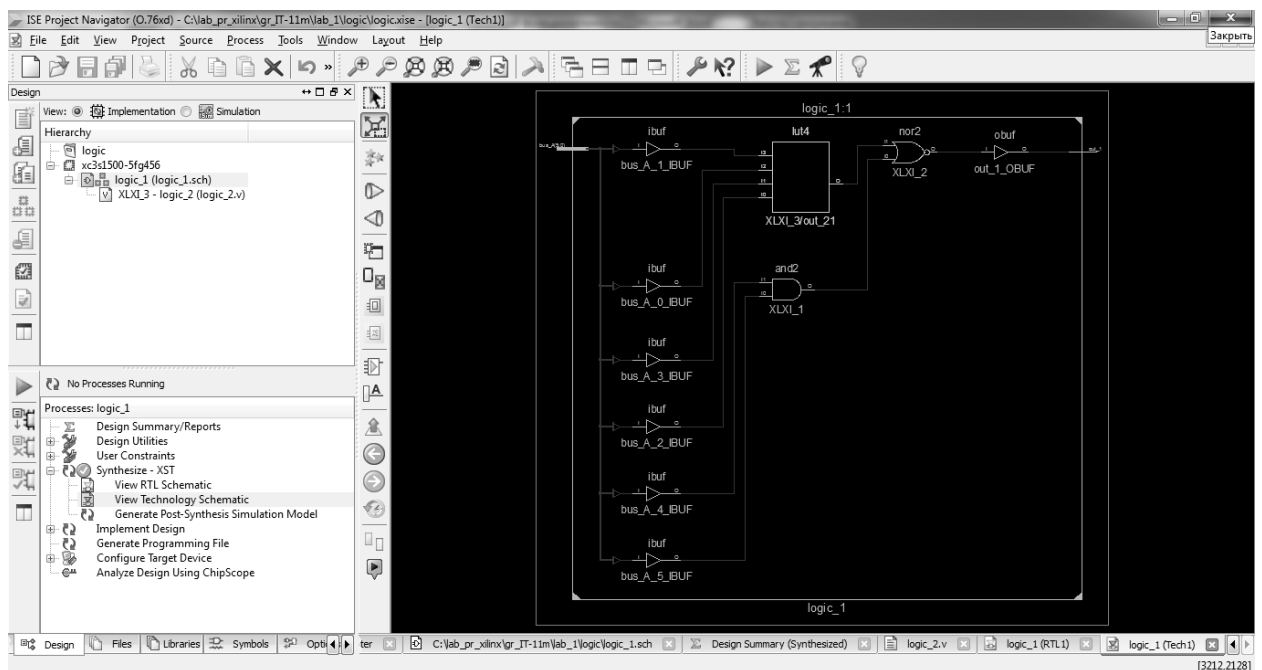 ISE Project Navigator (O.76xd) - C:\lab_pr_xilinx\gr_IT-11m\lab_1\logic\logic.xise - [logic_1 (Tech1)]
File Edit View Project Source Process Tools Window Layout Help
Закрыть
Design
View: Implementation Simulation
Hierarchy
logic
xc3s1500-5fg456
logic_1 (logic_1.sch)
XLXI_3 - logic_2 (logic_2.v)
No Processes Running
Processes: logic_1
Design Summary/Reports
Design Utilities
User Constraints
Synthesize - XST
View RTL Schematic
View Technology Schematic
Generate Post-Synthesis Simulation Model
Implement Design
Generate Programming File
Configure Target Device
Analyze Design Using ChipScope
logic_1:1
ibuf
bus_A_1_IBUF
lut4
I3
I2
I1
I0
O
XLXI_3/out_21
nor2
XLXI_2
obuf
out_1_OBUF
out_1
ibuf
bus_A_0_IBUF
and2
XLXI_1
ibuf
bus_A_3_IBUF
ibuf
bus_A_2_IBUF
ibuf
bus_A_4_IBUF
ibuf
bus_A_5_IBUF
logic_1
Design Files Libraries Symbols ter C:\lab_pr_xilinx\gr_IT-11m\lab_1\logic\logic_1.sch Design Summary (Synthesized) logic_2.v logic_1 (RTL1) logic_1 (Tech1)
[3212,2128]